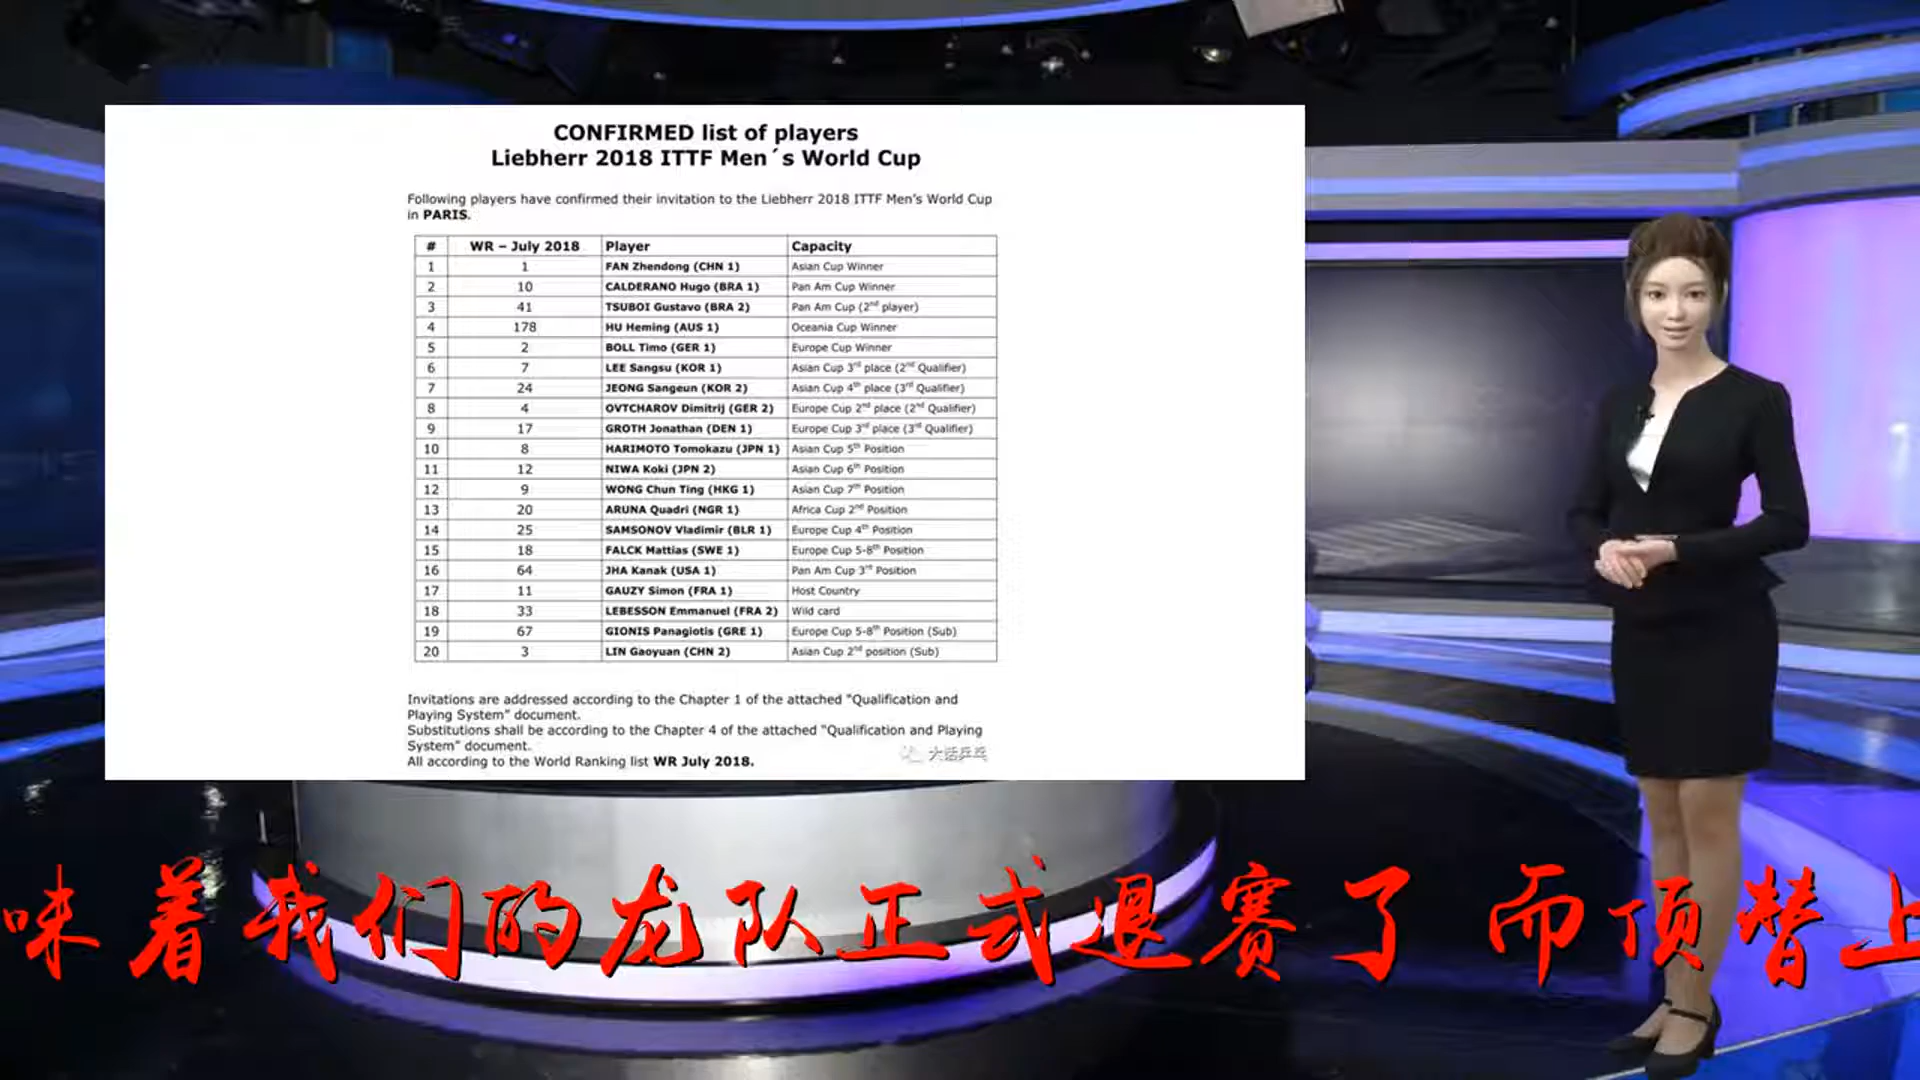 CONFIRMED list of players
Liebherr 2018 ITTF Men´s World Cup
Following players have confirmed their invitation to the Liebherr 2018 ITTF Men's World Cup
in PARIS.
# WR – July 2018 Player Capacity
1 1 FAN Zhendong (CHN 1) Asian Cup Winner
2 10 CALDERANO Hugo (BRA 1) Pan Am Cup Winner
3 41 TSUBOI Gustavo (BRA 2) Pan Am Cup (2nd player)
4 178 HU Heming (AUS 1) Oceania Cup Winner
5 2 BOLL Timo (GER 1) Europe Cup Winner
6 7 LEE Sangsu (KOR 1) Asian Cup 3rd place (2nd Qualifier)
7 24 JEONG Sangeun (KOR 2) Asian Cup 4th place (3rd Qualifier)
8 4 OVTCHAROV Dimitrij (GER 2) Europe Cup 2nd place (2nd Qualifier)
9 17 GROTH Jonathan (DEN 1) Europe Cup 3rd place (3rd Qualifier)
10 8 HARIMOTO Tomokazu (JPN 1) Asian Cup 5th Position
11 12 NIWA Koki (JPN 2) Asian Cup 6th Position
12 9 WONG Chun Ting (HKG 1) Asian Cup 7th Position
13 20 ARUNA Quadri (NGR 1) Africa Cup 2nd Position
14 25 SAMSONOV Vladimir (BLR 1) Europe Cup 4th Position
15 18 FALCK Mattias (SWE 1) Europe Cup 5-8th Position
16 64 JHA Kanak (USA 1) Pan Am Cup 3rd Position
17 11 GAUZY Simon (FRA 1) Host Country
18 33 LEBESSON Emmanuel (FRA 2) Wild card
19 67 GIONIS Panagiotis (GRE 1) Europe Cup 5-8th Position (Sub)
20 3 LIN Gaoyuan (CHN 2) Asian Cup 2nd position (Sub)
Invitations are addressed according to the Chapter 1 of the attached "Qualification and
Playing System" document.
Substitutions shall be according to the Chapter 4 of the attached "Qualification and Playing
System" document.
All according to the World Ranking list WR July 2018.
大话乒乓
味着我们的龙队正式退赛了 而顶替上